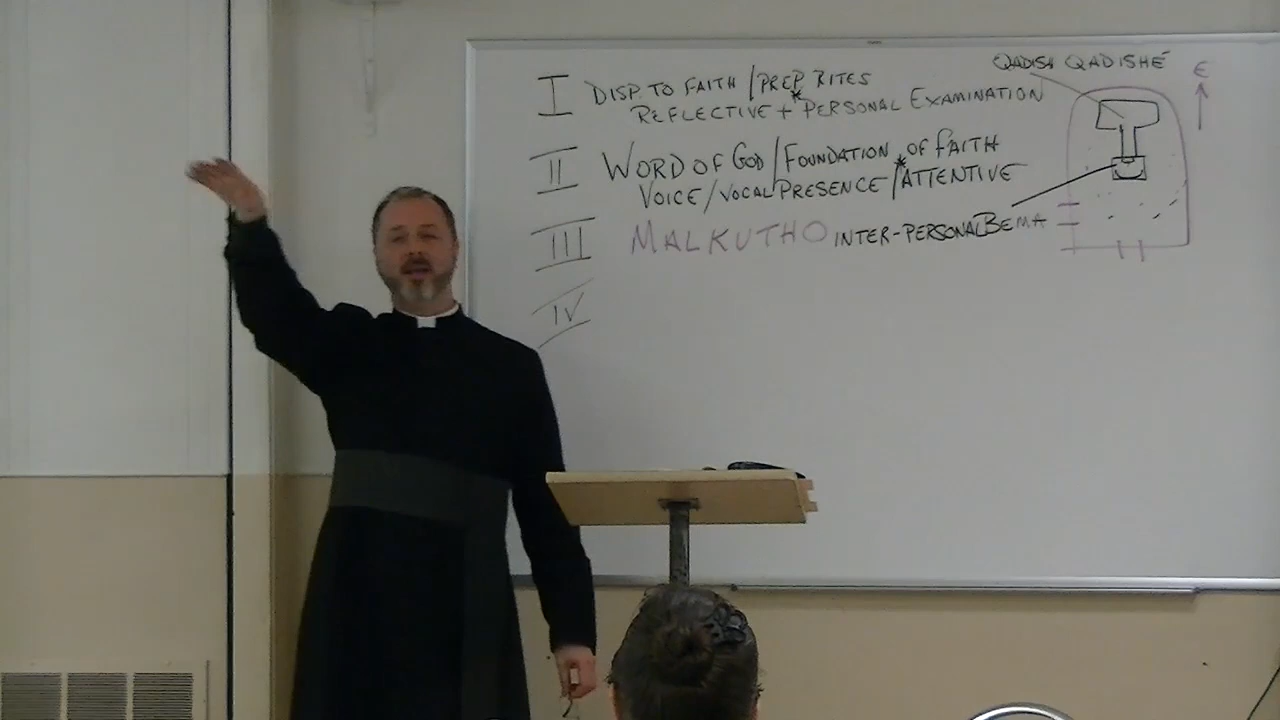 QADISH QADISHE
Є
I DISP TO FAITH / PREP RITES
REFLECTIVE + * PERSONAL EXAMINATION
II WORD OF GOD / FOUNDATION OF FAITH
VOICE / VOCAL PRESENCE / * ATTENTIVE
III MALKUTHO INTER-PERSONAL BEMA
IV